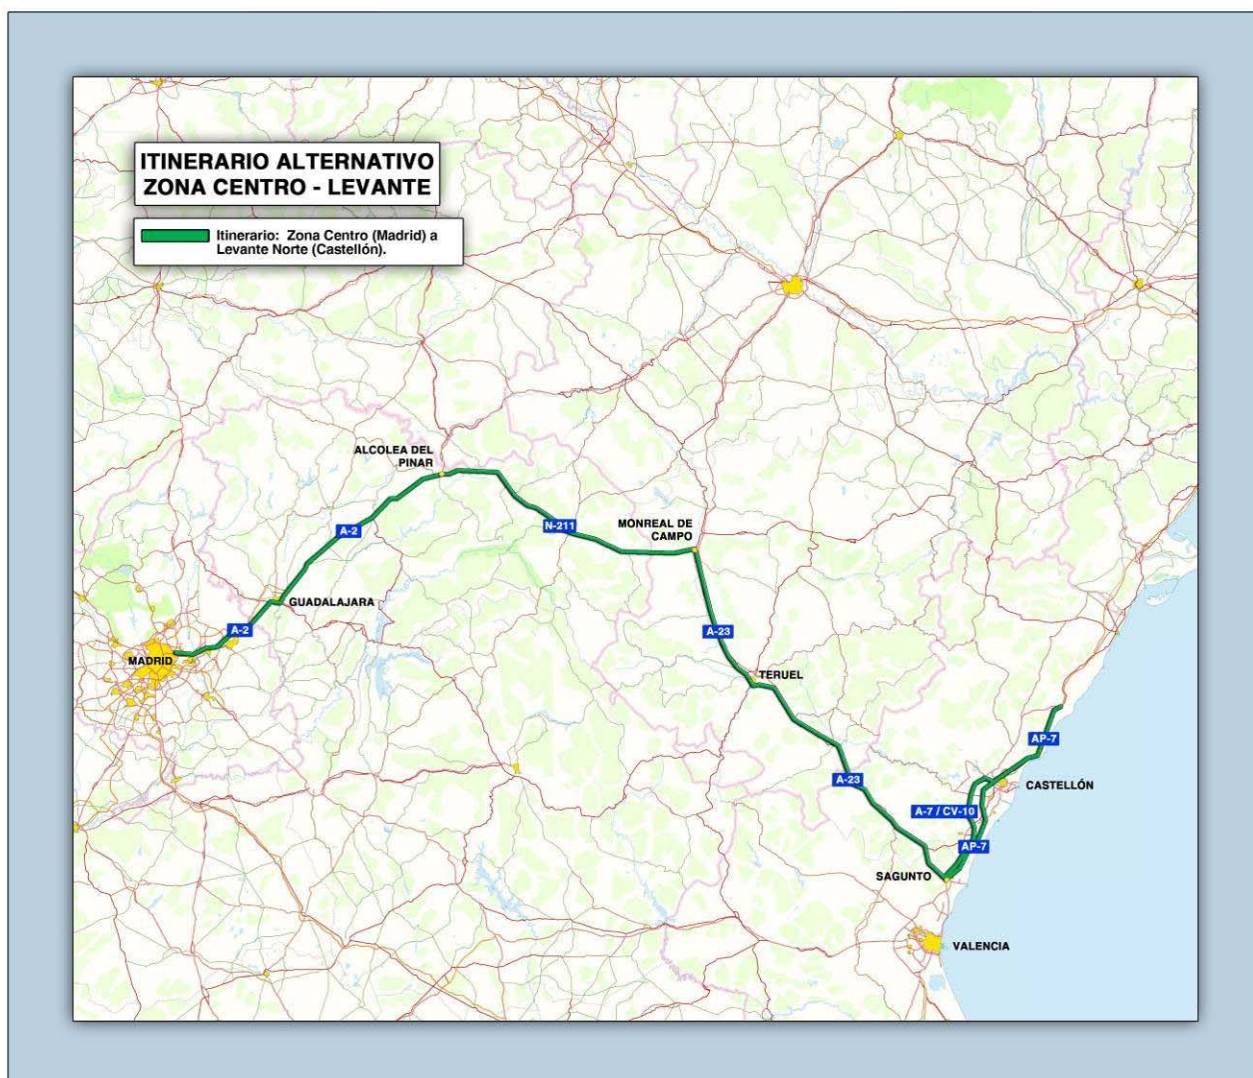 ITINERARIO ALTERNATIVO
ZONA CENTRO - LEVANTE
Itinerario: Zona Centro (Madrid) a
Levante Norte (Castellón).
ALCOLEA DEL
PINAR
A-2
N-211
MONREAL DE
CAMPO
GUADALAJARA
A-2
A-23
MADRID
TERUEL
AP-7
A-23
CASTELLÓN
A-7 / CV-10
AP-7
SAGUNTO
VALENCIA